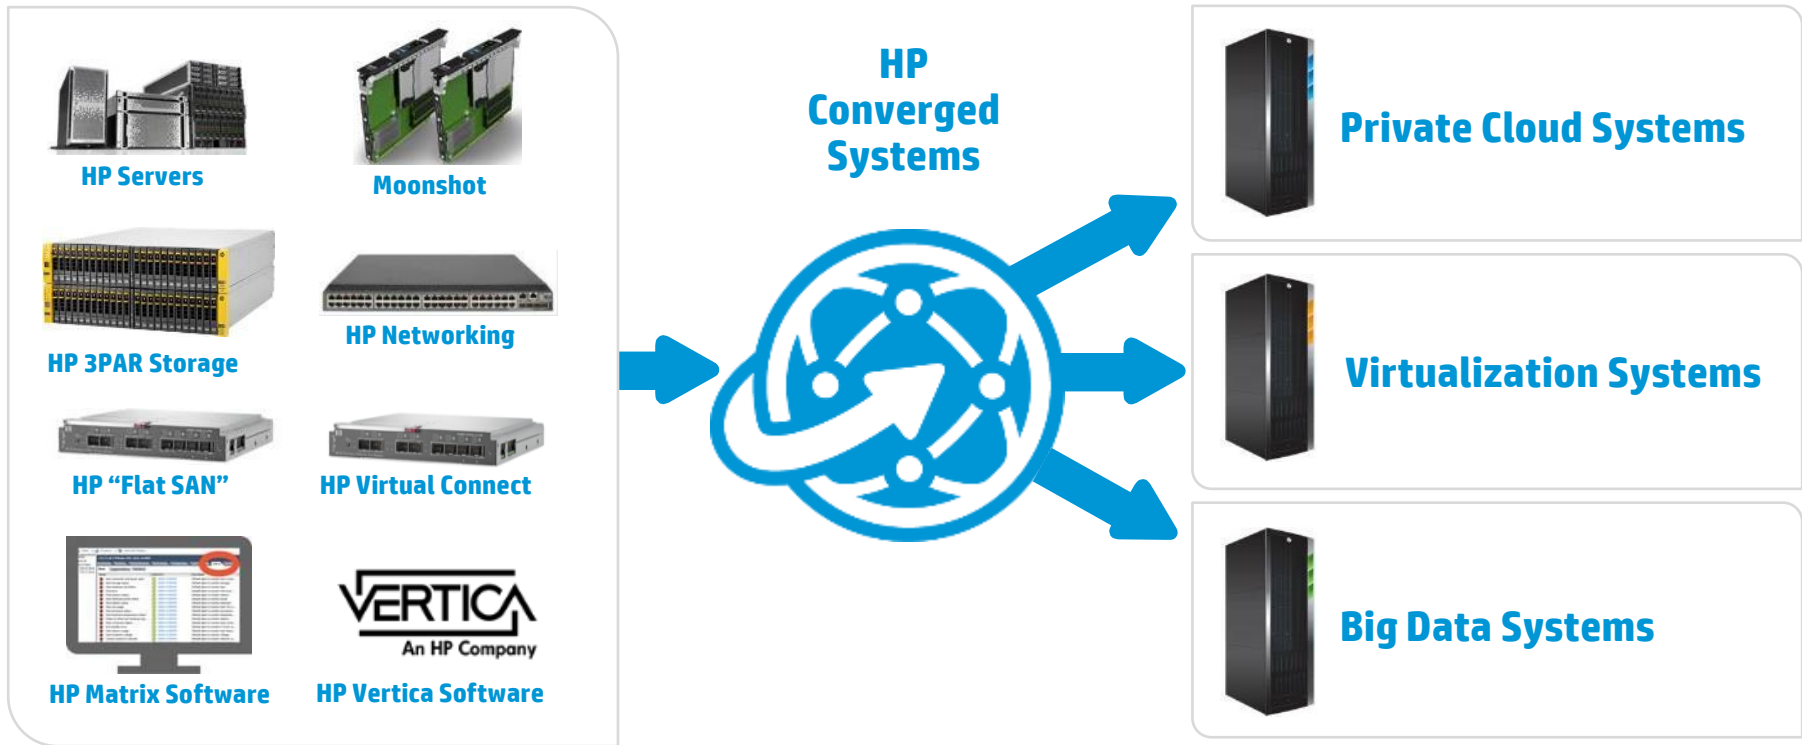 HP Servers
Moonshot
HP 3PAR Storage
HP Networking
HP “Flat SAN”
HP Virtual Connect
VERTICA
An HP Company
HP Matrix Software
HP Vertica Software
HP
Converged
Systems
Private Cloud Systems
Virtualization Systems
Big Data Systems